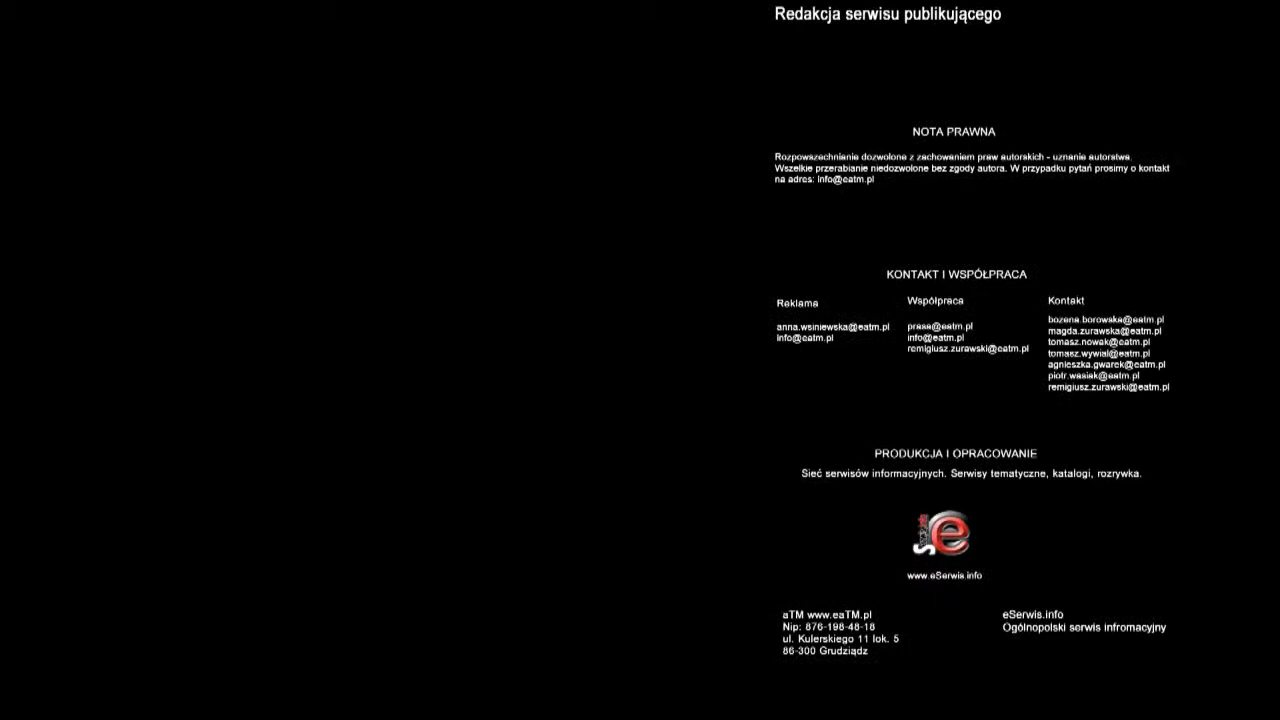 Redakcja serwisu publikującego
NOTA PRAWNA
Rozpowszechnianie dozwolone z zachowaniem praw autorskich - uznanie autorstwa.
Wszelkie przerabianie niedozwolone bez zgody autora. W przypadku pytań prosimy o kontakt
na adres: info@eatm.pl
KONTAKT I WSPÓŁPRACA
Reklama
anna.wsiniewska@eatm.pl
info@eatm.pl
Współpraca
prasa@eatm.pl
info@eatm.pl
remigiusz.zurawski@eatm.pl
Kontakt
bozena.borowska@eatm.pl
magda.zurawska@eatm.pl
tomasz.nowak@eatm.pl
tomasz.wywial@eatm.pl
agnieszka.gwarek@eatm.pl
piotr.wasiak@eatm.pl
remigiusz.zurawski@eatm.pl
PRODUKCJA I OPRACOWANIE
Sieć serwisów informacyjnych. Serwisy tematyczne, katalogi, rozrywka.
e
www.eSerwis.info
aTM www.eaTM.pl
Nip: 876-198-48-18
ul. Kulerskiego 11 lok. 5
86-300 Grudziądz
eSerwis.info
Ogólnopolski serwis infromacyjny